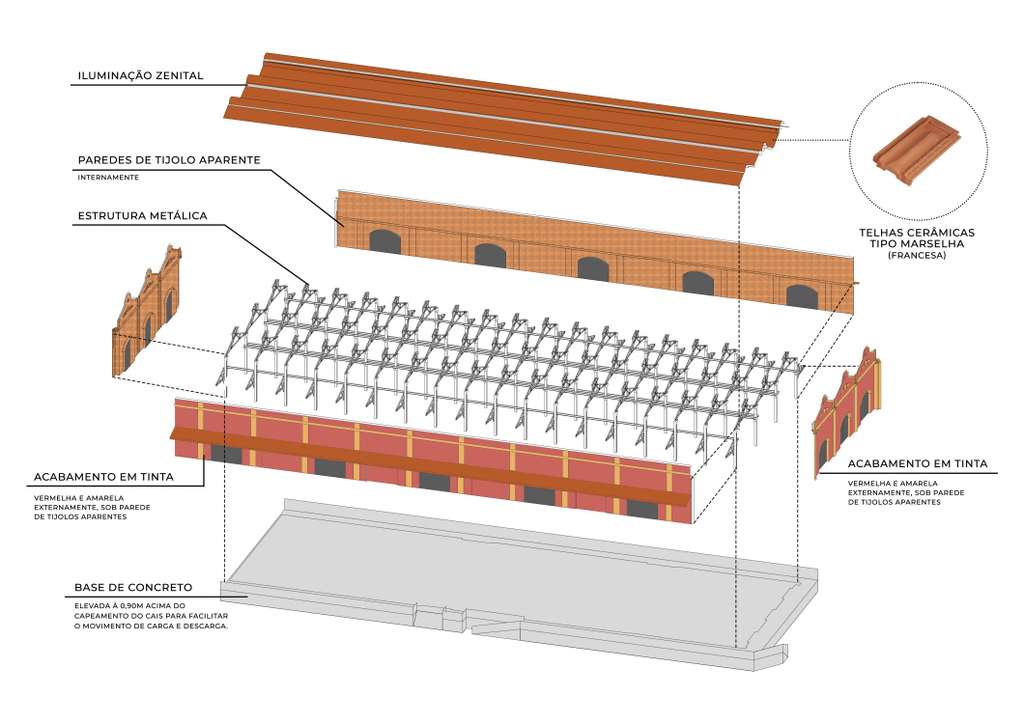 ILUMINAÇÃO ZENITAL
PAREDES DE TIJOLO APARENTE
INTERNAMENTE
ESTRUTURA METÁLICA
TELHAS CERÂMICAS
TIPO MARSELHA
(FRANCESA)
ACABAMENTO EM TINTA
VERMELHA E AMARELA
EXTERNAMENTE, SOB PAREDE
DE TIJOLOS APARENTES
ACABAMENTO EM TINTA
VERMELHA E AMARELA
EXTERNAMENTE, SOB PAREDE
DE TIJOLOS APARENTES
BASE DE CONCRETO
ELEVADA À 0,90M ACIMA DO
CAPEAMENTO DO CAIS PARA FACILITAR
O MOVIMENTO DE CARGA E DESCARGA.